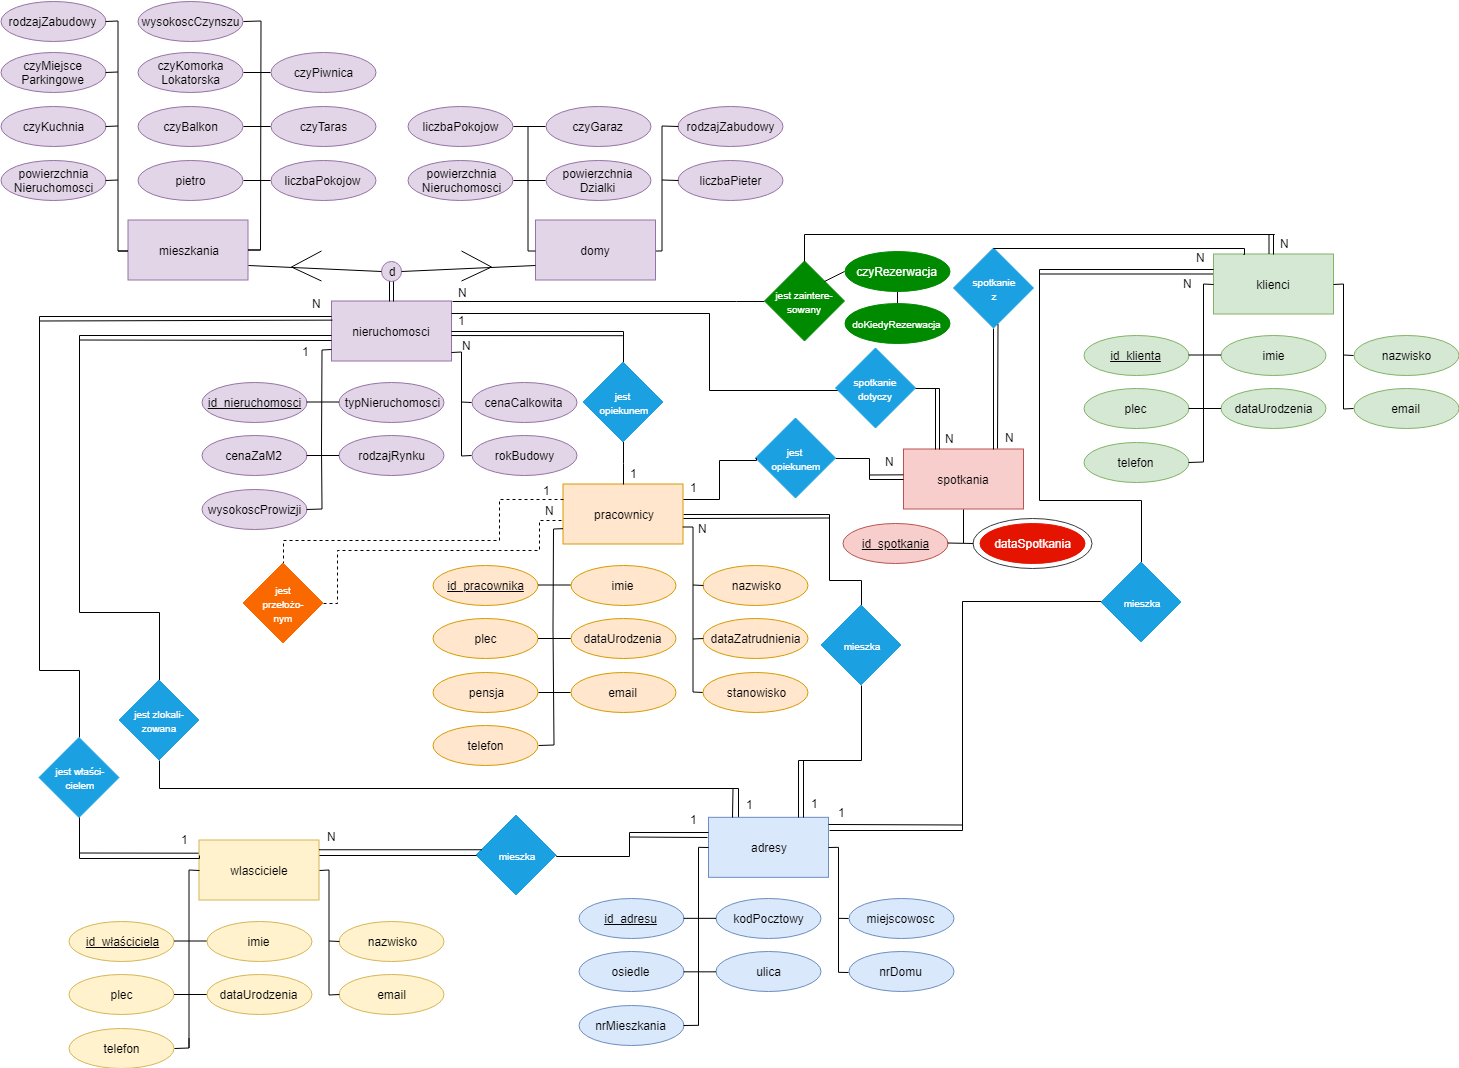 rodzajZabudowy
wysokoscCzynszu
czyMiejsce
Parkingowe
czyKomorka
Lokatorska
czyPiwnica
czyKuchnia
czyBalkon
czyTaras
liczbaPokojow
czyGaraz
rodzajZabudowy
powierzchnia
Nieruchomosci
pietro
liczbaPokojow
powierzchnia
Nieruchomosci
powierzchnia
Dzialki
liczbaPieter
mieszkania
domy
d
N
N
klienci
N
N
czyRezerwacja
doKiedyRezerwacja
jest zaintere-
sowany
spotkanie
z
N
nieruchomosci
1
N
1
id_nieruchomosci
typNieruchomosci
cenaCalkowita
cenaZaM2
rodzajRynku
rokBudowy
wysokoscProwizji
jest
opiekunem
spotkanie
dotyczy
id_klienta
imie
nazwisko
plec
dataUrodzenia
email
telefon
N
N
jest
opiekunem
N
spotkania
1
1
1
N
pracownicy
N
id_spotkania
dataSpotkania
jest
przełożo-
nym
id_pracownika
imie
nazwisko
plec
dataUrodzenia
dataZatrudnienia
pensja
email
stanowisko
telefon
mieszka
mieszka
jest zlokali-
zowana
jest właści-
cielem
1
1
1
1
adresy
1
N
wlasciciele
mieszka
id_właściciela
imie
nazwisko
plec
dataUrodzenia
email
telefon
id_adresu
kodPocztowy
miejscowosc
osiedle
ulica
nrDomu
nrMieszkania